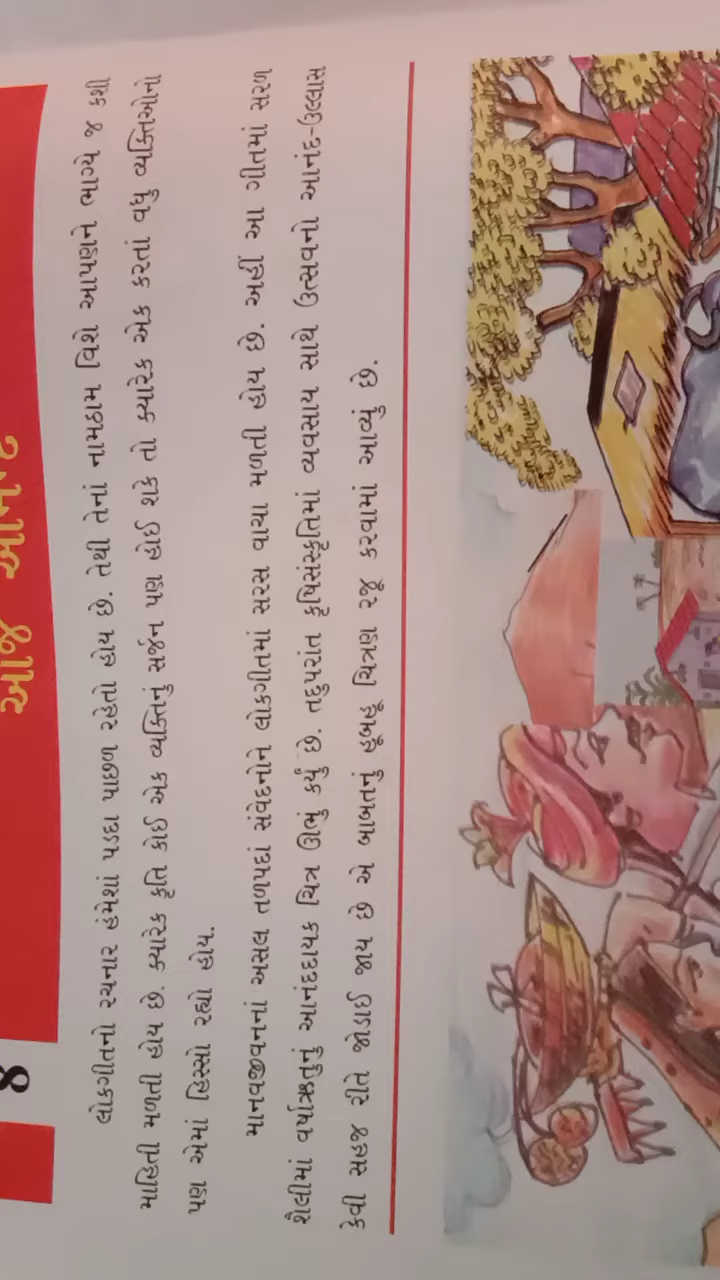 8
આજ આનંદ
લોકગીતનો રચનાર હંમેશાં પડદા પાછળ રહેતો હોય છે. તેથી તેમાં નામઠામ વિશે આપણને ભાગ્યે જ કશી
માહિતી મળતી હોય છે. ક્યારેક કૃતિ કોઈ એક વ્યક્તિનું સર્જન પણ હોઈ શકે તો ક્યારેક એક કરતાં વધુ વ્યક્તિઓનો
પણ એમાં હિસ્સો રહ્યો હોય.
માનવજીવનનાં અસલ તળપદાં સંવેદનોને લોકગીતમાં સરસ વાચા મળતી હોય છે. અહીં આ ગીતમાં સરળ
શૈલીમાં વર્ષાઋતુનું આનંદદાયક ચિત્ર ઊભું કર્યું છે. તદુપરાંત કૃષિસંસ્કૃતિમાં વ્યવસાય સાથે ઉત્સવનો આનંદ-ઉલ્લાસ
કેવી સહજ રીતે જોડાઈ જાય છે એ બાબતનું હૂબહૂ ચિત્રણ રજૂ કરવામાં આવ્યું છે.